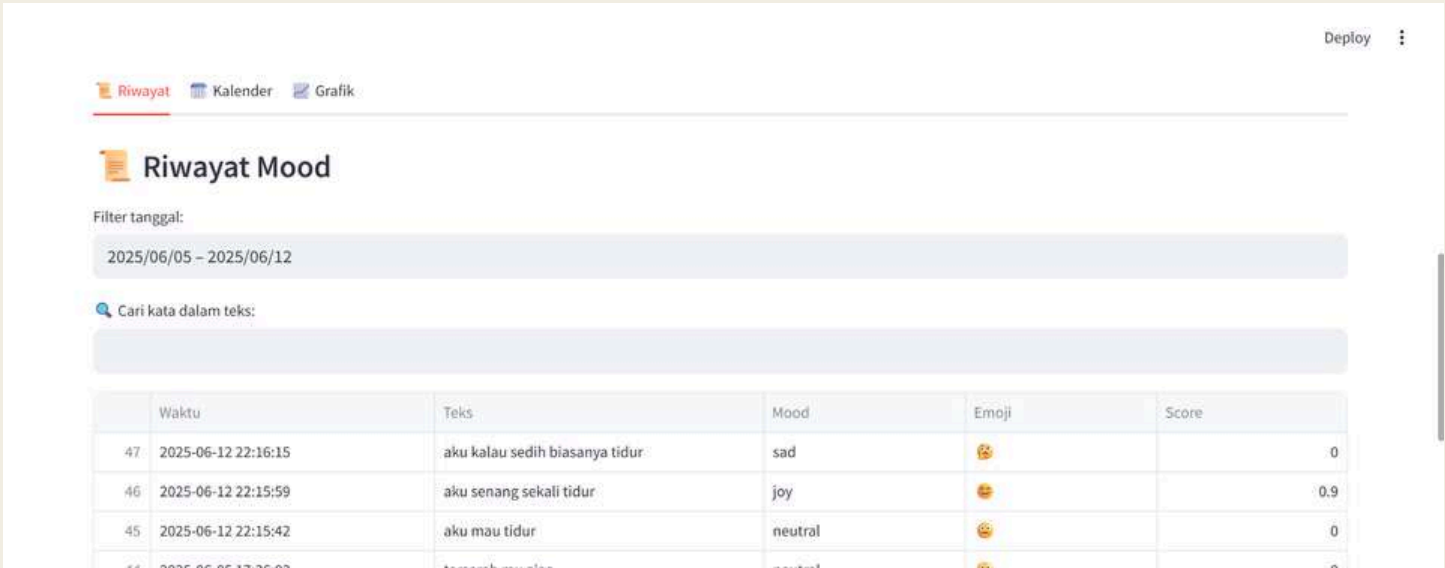 Deploy
Riwayat Kalender Grafik
Riwayat Mood
Filter tanggal:
2025/06/05 – 2025/06/12
Cari kata dalam teks:
Waktu Teks Mood Emoji Score
47 2025-06-12 22:16:15 aku kalau sedih biasanya tidur sad 0
46 2025-06-12 22:15:59 aku senang sekali tidur joy 0.9
45 2025-06-12 22:15:42 aku mau tidur neutral 0